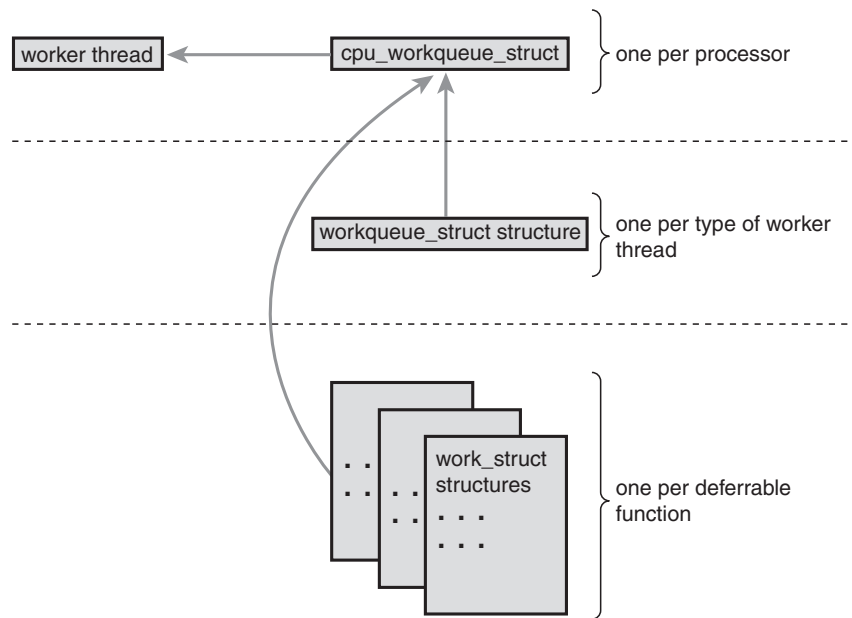 worker thread
cpu_workqueue_struct
one per processor
workqueue_struct structure
one per type of worker
thread
work_struct
structures
. . .
. . .
one per deferrable
function